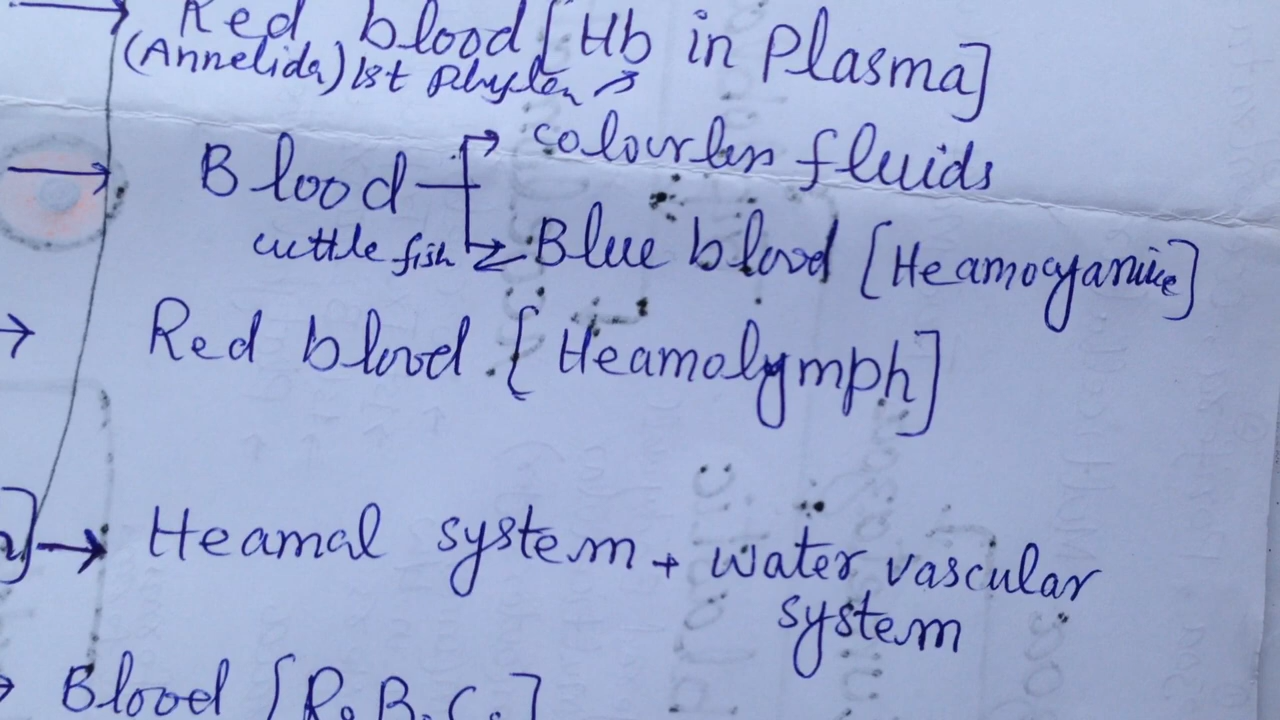 Red blood [Hb in Plasma]
(Annelida) 1st Phylem
Blood
colourless fluids
cuttle fish
Blue blood [Heamocyanine]
Red blood [Heamolymph]
Heamal system + water vascular
system
Blood [R.B.C.]